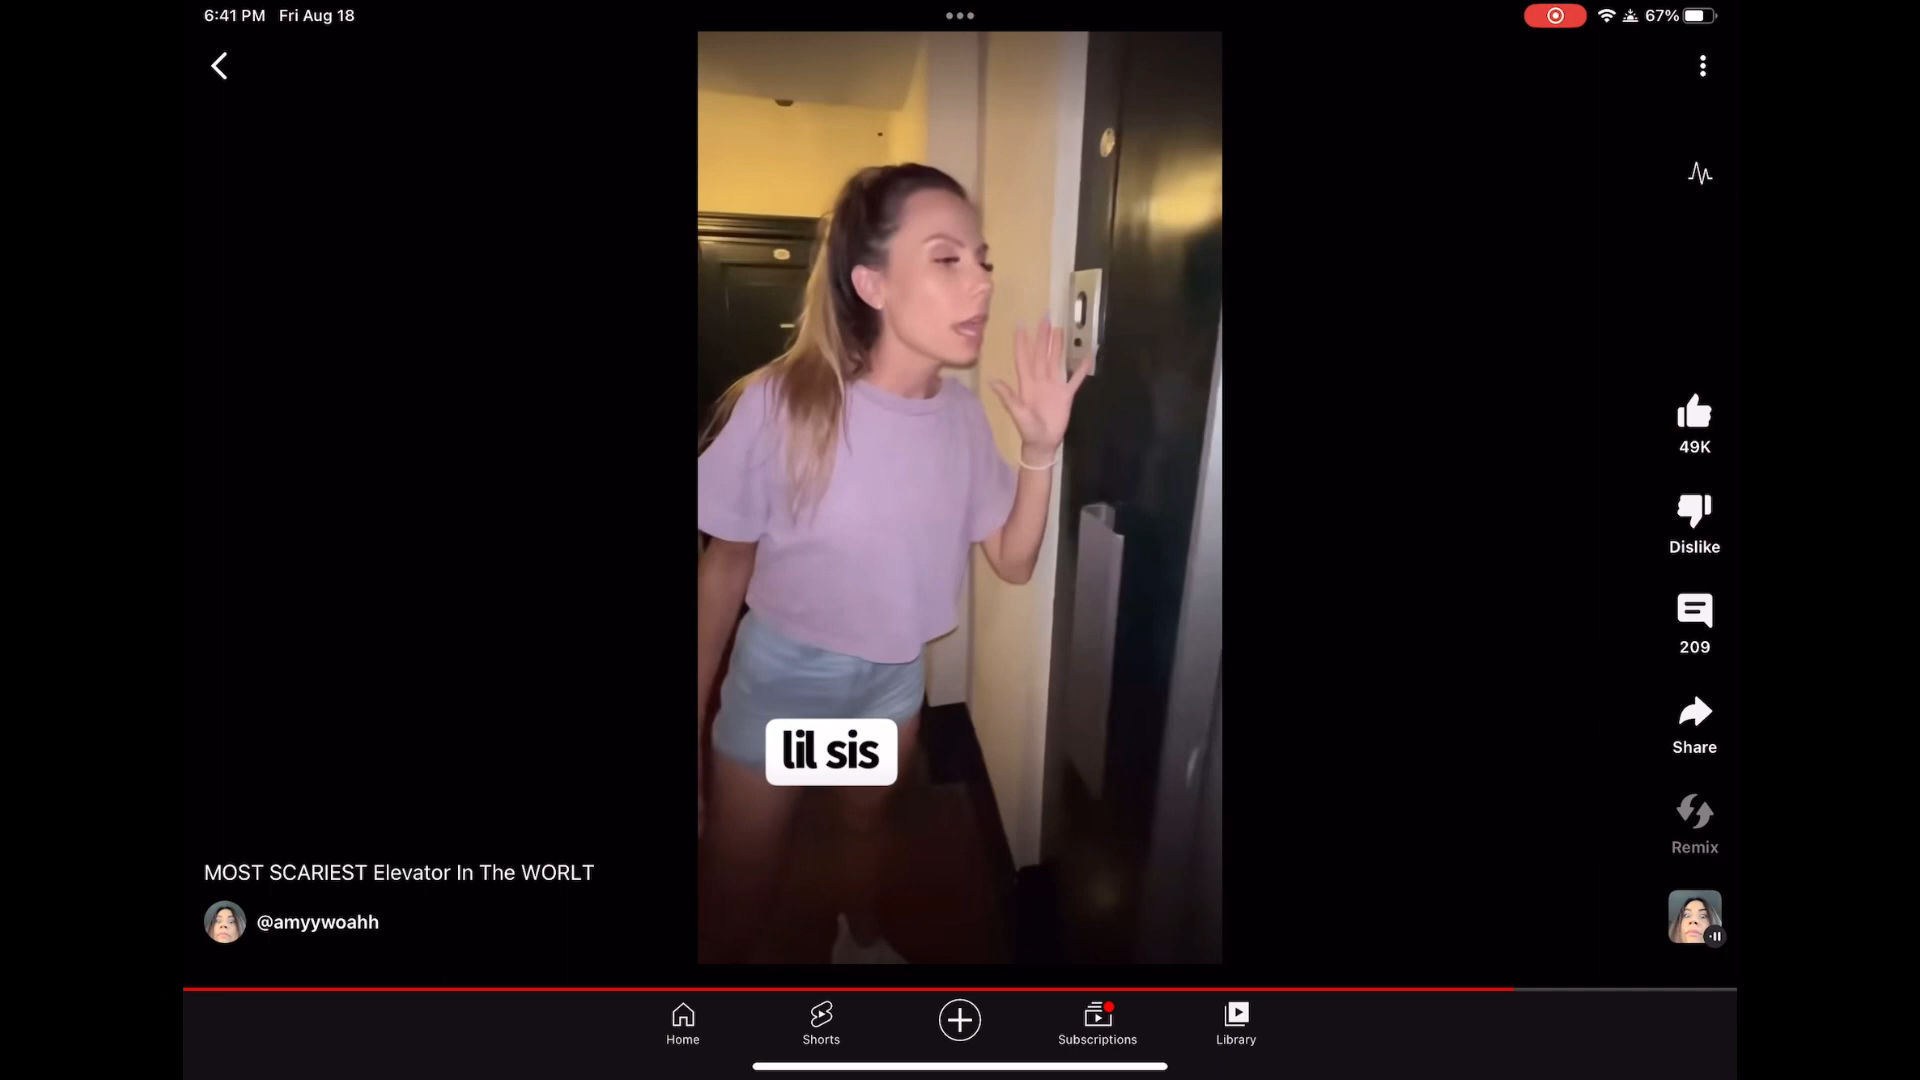 6:41 PM Fri Aug 18
67%
49K
Dislike
209
Share
Remix
lil sis
MOST SCARIEST Elevator In The WORLT
@amyywoahh
Home
Shorts
Subscriptions
Library